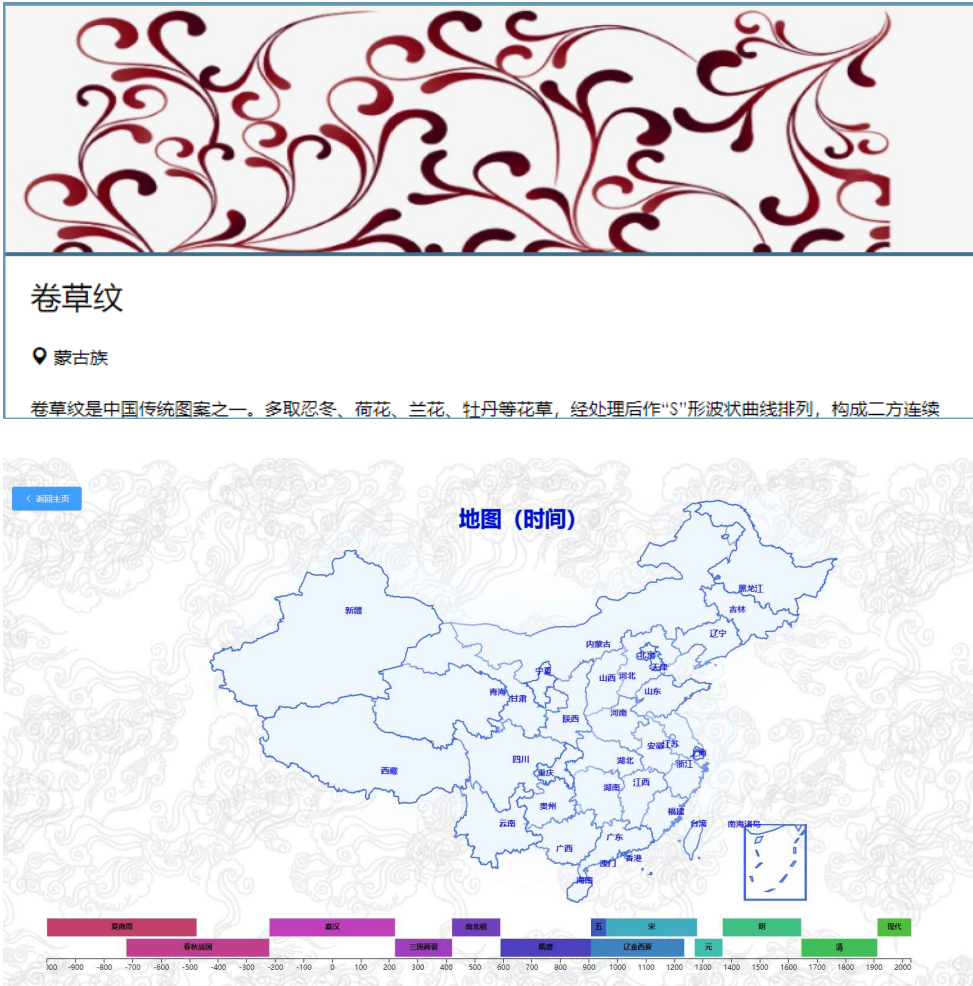 卷草纹
蒙古族
卷草纹是中国传统图案之一。多取忍冬、荷花、兰花、牡丹等花草，经处理后作“S”形波状曲线排列，构成二方连续
< 返回主页
地图（时间）
黑龙江
吉林
新疆
辽宁
内蒙古
北京
天津
宁夏
山西 河北
青海
甘肃
山东
陕西
河南
安徽
江苏
上海
四川
湖北
浙江
西藏
重庆
湖南
江西
贵州
福建
云南
台湾
南海诸岛
广东
广西
香港
澳门
海南
夏商周 秦汉 南北朝 五 宋 明 现代
春秋战国 三国两晋 隋唐 辽金西夏 元 清
-900 -800 -700 -600 -500 -400 -300 -200 -100 0 100 200 300 400 500 600 700 800 900 1000 1100 1200 1300 1400 1500 1600 1700 1800 1900 2000